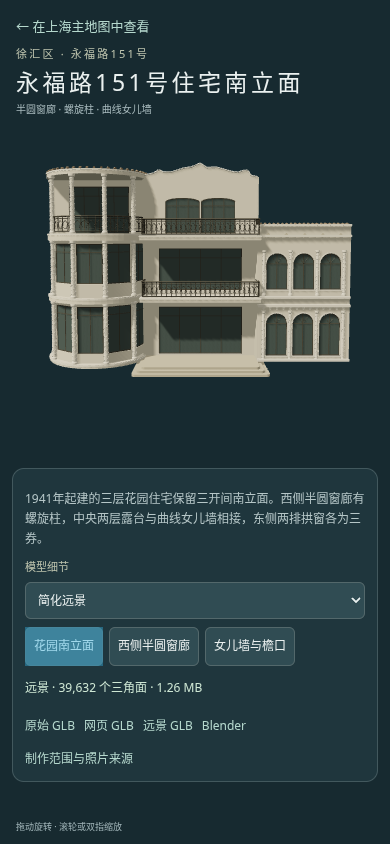 ← 在上海主地图中查看
徐汇区 · 永福路151号
永福路151号住宅南立面
半圆窗廊 · 螺旋柱 · 曲线女儿墙
1941年起建的三层花园住宅保留三开间南立面。西侧半圆窗廊有
螺旋柱，中央两层露台与曲线女儿墙相接，东侧两排拱窗各为三
券。
模型细节
简化远景
花园南立面 西侧半圆窗廊 女儿墙与檐口
远景 · 39,632 个三角面 · 1.26 MB
原始 GLB 网页 GLB 远景 GLB Blender
制作范围与照片来源
拖动旋转 · 滚轮或双指缩放